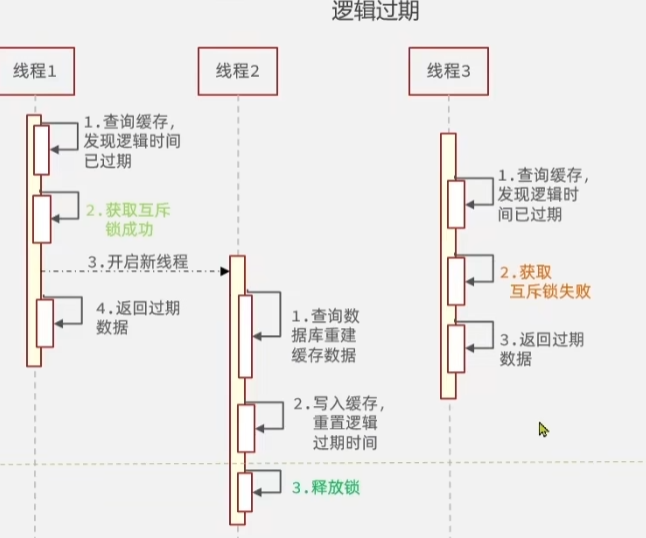 逻辑过期
线程1
线程2
线程3
1.查询缓存，
发现逻辑时间
已过期
2.获取互斥
锁成功
3.开启新线程
4.返回过期
数据
1.查询数
据库重建
缓存数据
2.写入缓存，
重置逻辑
过期时间
3.释放锁
1.查询缓存，
发现逻辑时
间已过期
2.获取
互斥锁失败
3.返回过期
数据